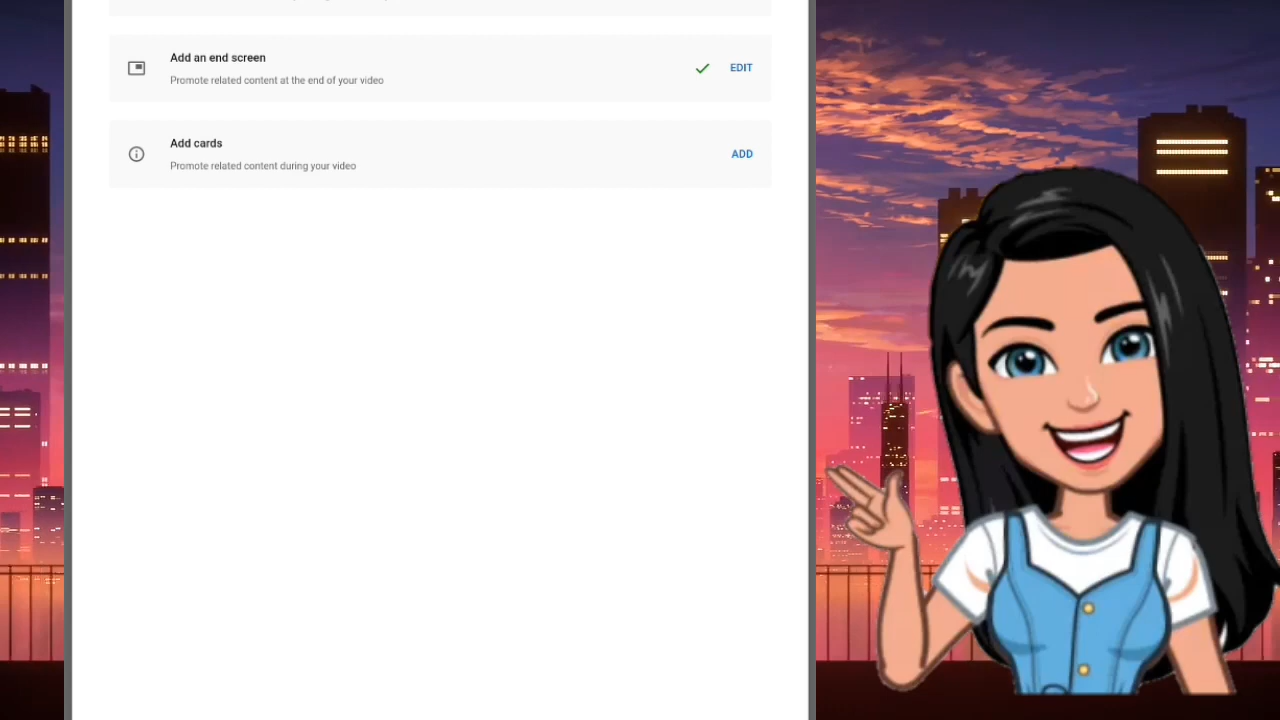 Add an end screen
Promote related content at the end of your video
EDIT
Add cards
Promote related content during your video
ADD